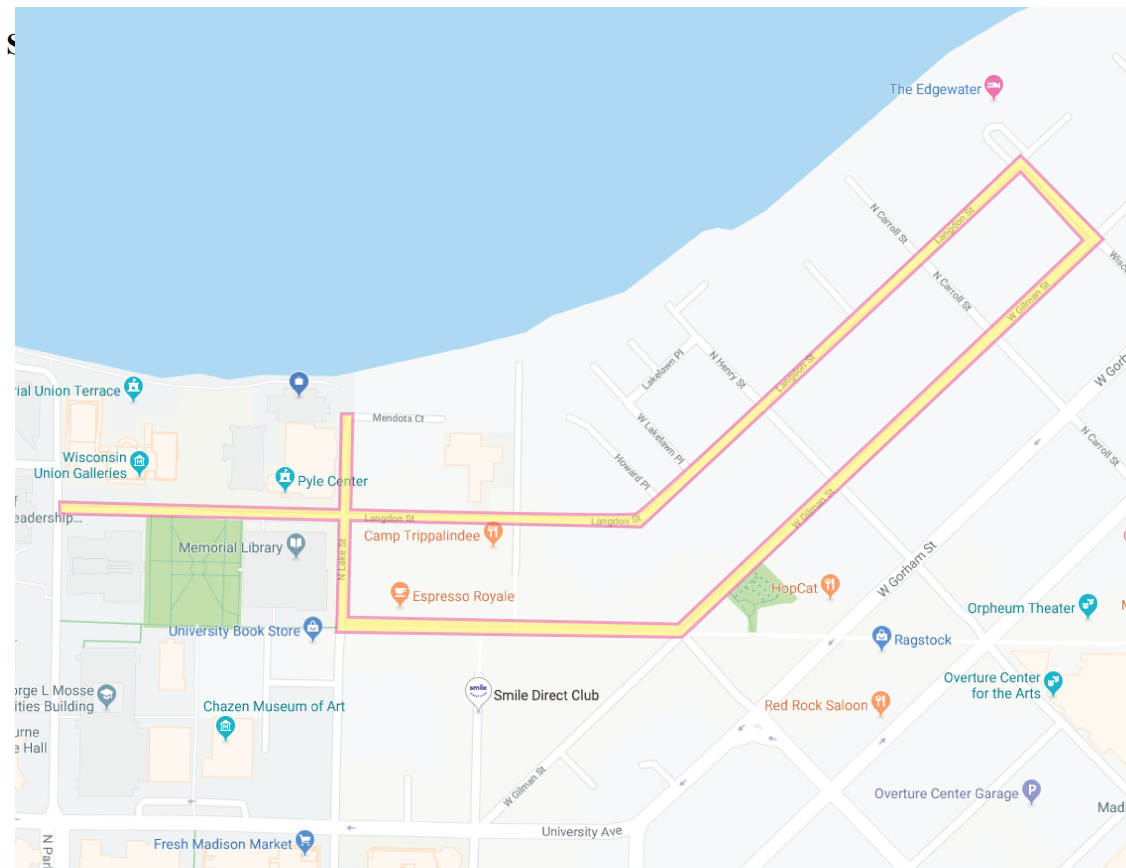 S
The Edgewater
N Carroll St
Langdon St
N Carroll St
W Gilman St
W Gorh
Langdon St
N Henry St
Lakelawn Pl
rial Union Terrace
Mendota Ct
W Lakelawn Pl
N Carroll St
Wisconsin
Union Galleries
Howard Pl
Pyle Center
W Gilman St
f
eadership...
Langdon St
Langdon St
Camp Trippalindee
Memorial Library
N Lake St
W Gorham St
HopCat
Espresso Royale
Orpheum Theater
M
University Book Store
Ragstock
orge L Mosse
ities Building
smile
Smile Direct Club
Overture Center
for the Arts
Chazen Museum of Art
Red Rock Saloon
urne
e Hall
W Gilman St
Overture Center Garage
P
Madi
University Ave
N Par
Fresh Madison Market